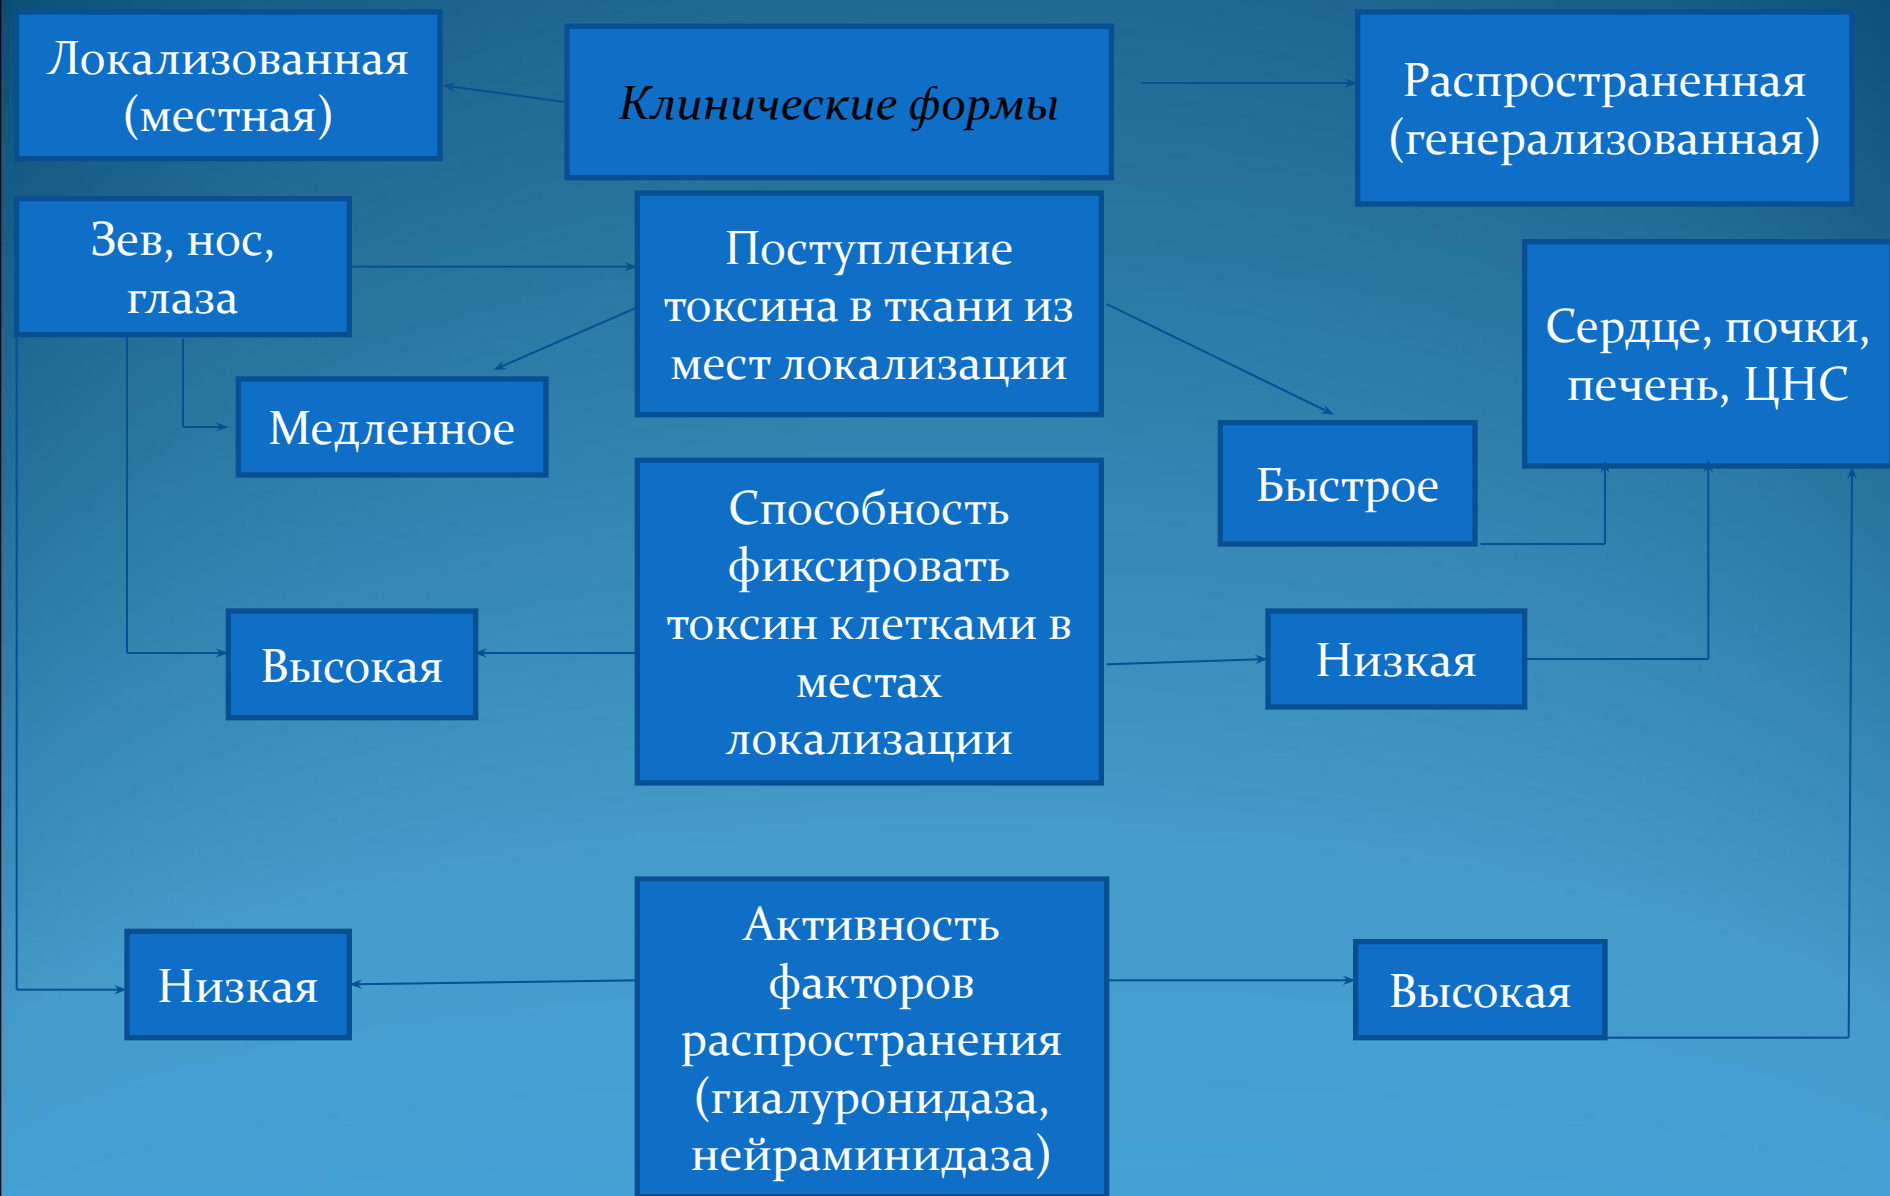 Локализованная
(местная)
Клинические формы
Распространенная
(генерализованная)
Зев, нос,
глаза
Поступление
токсина в ткани из
мест локализации
Сердце, почки,
печень, ЦНС
Медленное
Быстрое
Способность
фиксировать
токсин клетками в
местах
локализации
Высокая
Низкая
Активность
факторов
распространения
(гиалуронидаза,
нейраминидаза)
Низкая
Высокая